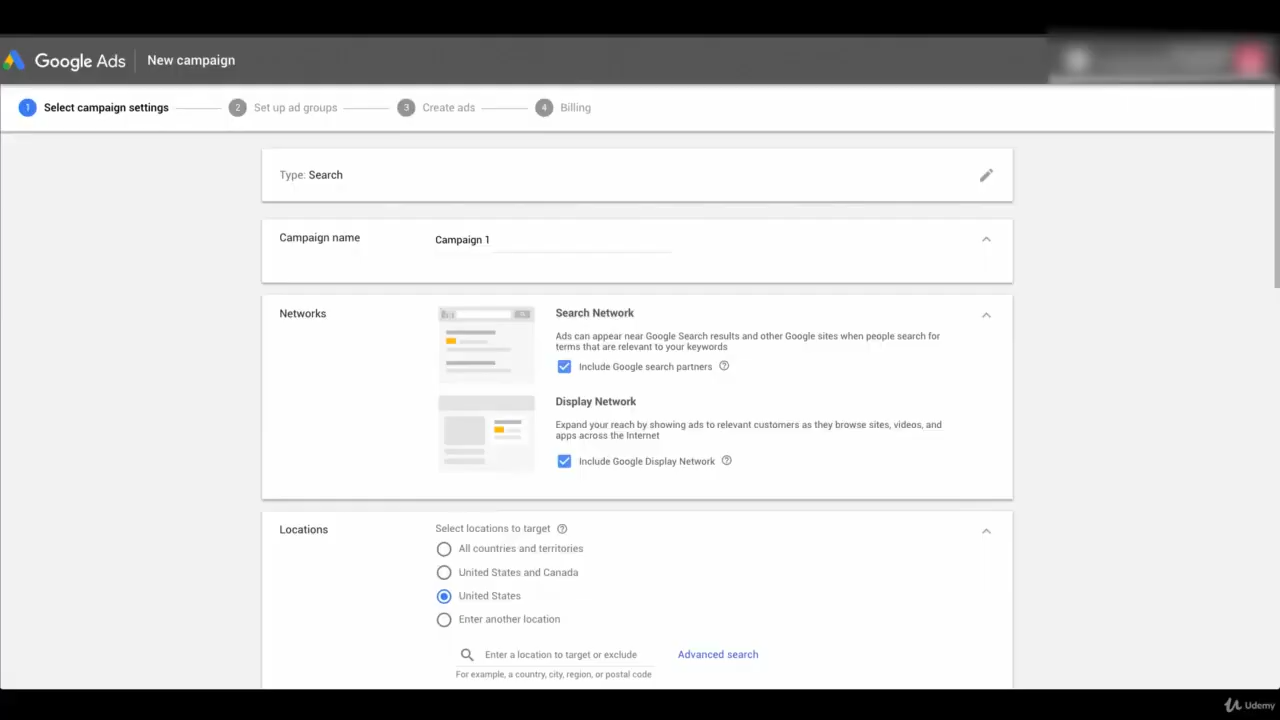 Google Ads New campaign
1 Select campaign settings 2 Set up ad groups 3 Create ads 4 Billing
Type: Search
Campaign name Campaign 1
Networks
Search Network
Ads can appear near Google Search results and other Google sites when people search for
terms that are relevant to your keywords
Include Google search partners
Display Network
Expand your reach by showing ads to relevant customers as they browse sites, videos, and
apps across the Internet
Include Google Display Network
Locations
Select locations to target
All countries and territories
United States and Canada
United States
Enter another location
Enter a location to target or exclude Advanced search
For example, a country, city, region, or postal code
Udemy